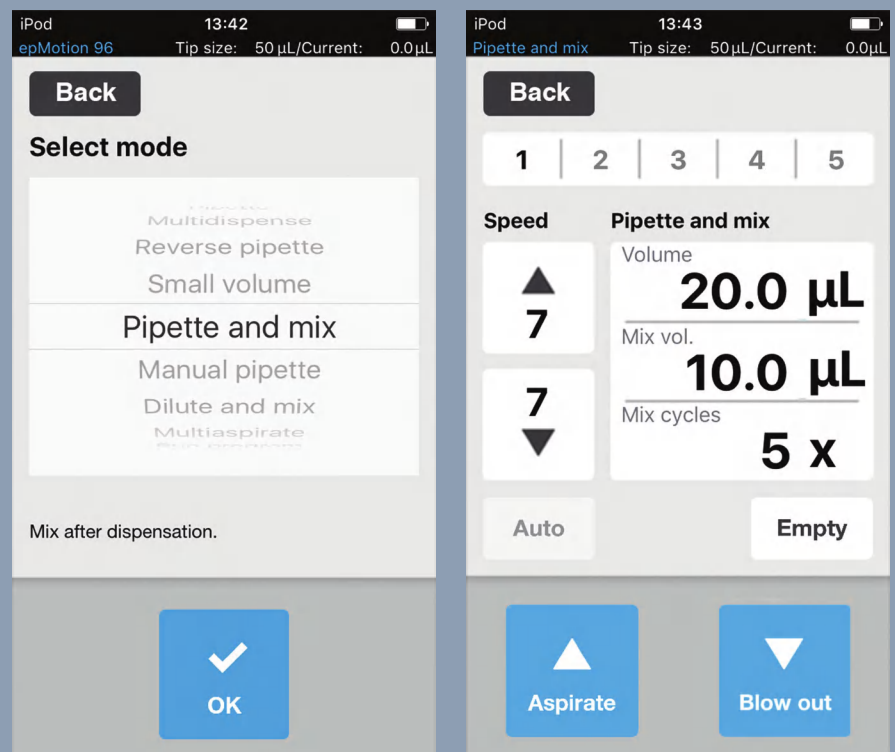 iPod 13:42
epMotion 96 Tip size: 50 µL/Current: 0.0µL
Back
Select mode
Multidispense
Reverse pipette
Small volume
Pipette and mix
Manual pipette
Dilute and mix
Multiaspirate
Mix after dispensation.
OK
iPod 13:43
Pipette and mix Tip size: 50µL/Current: 0.0µL
Back
1 2 3 4 5
Speed Pipette and mix
Volume
20.0 µL
7
Mix vol.
10.0 µL
7
Mix cycles
5 x
Auto Empty
Aspirate Blow out